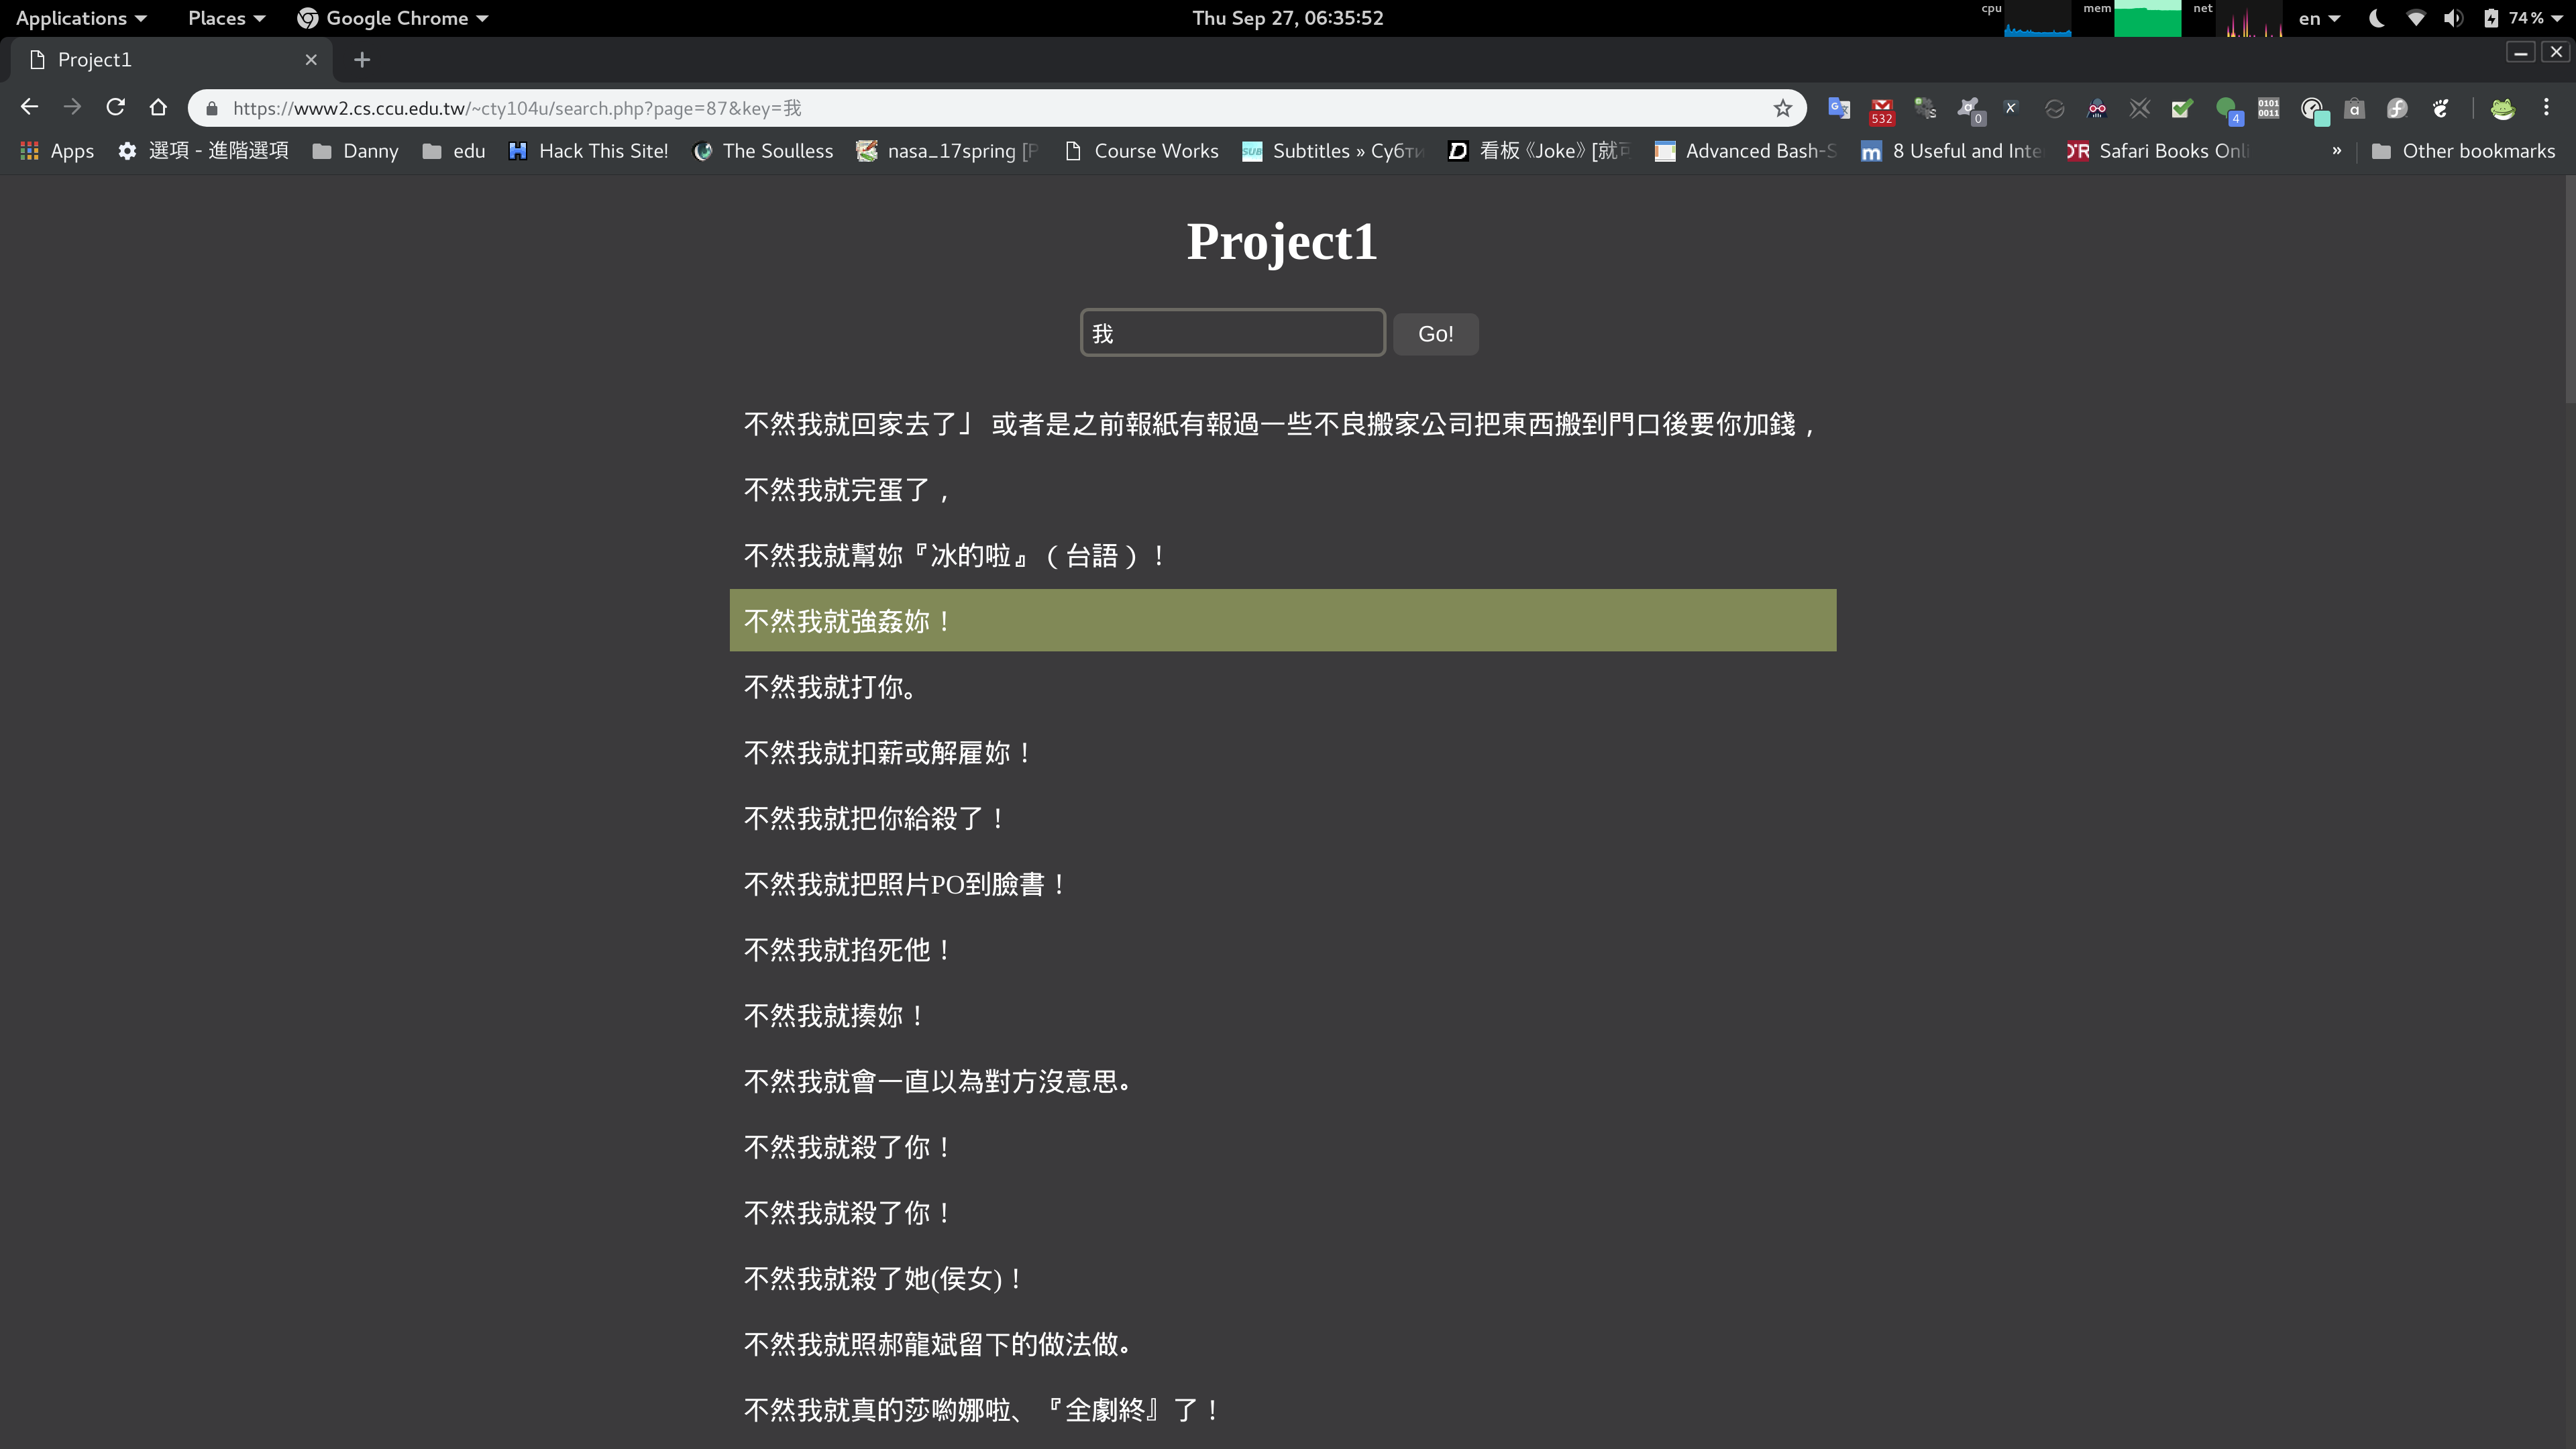 Applications Places Google Chrome Thu Sep 27, 06:35:52 cpu mem net en 74%
Project1
https://www2.cs.ccu.edu.tw/~cty104u/search.php?page=87&key=我 532 0 X 4 0101 0011 a
Apps 選項 - 進階選項 Danny edu Hack This Site! The Soulless nasa_17spring [P Course Works SUB Subtitles » Субти 看板《Joke》[就可 Advanced Bash-S m 8 Useful and Inte Safari Books Onli » Other bookmarks
Project1
我 Go!
不然我就回家去了」 或者是之前報紙有報過一些不良搬家公司把東西搬到門口後要你加錢，
不然我就完蛋了，
不然我就幫妳『冰的啦』（台語）！
不然我就強姦妳！
不然我就打你。
不然我就扣薪或解雇妳！
不然我就把你給殺了！
不然我就把照片PO到臉書！
不然我就掐死他！
不然我就揍妳！
不然我就會一直以為對方沒意思。
不然我就殺了你！
不然我就殺了你！
不然我就殺了她(侯女)！
不然我就照郝龍斌留下的做法做。
不然我就真的莎喲娜啦、『全劇終』了！